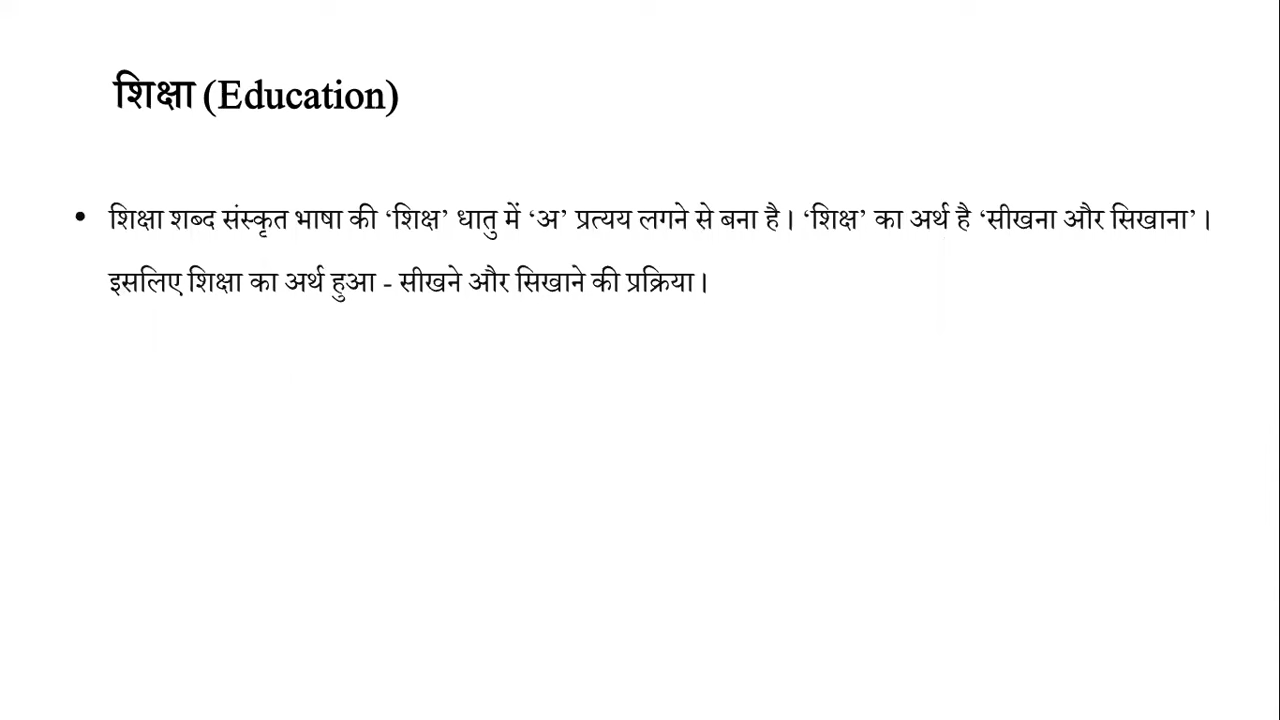 शिक्षा (Education)
• शिक्षा शब्द संस्कृत भाषा की ‘शिक्ष’ धातु में ‘अ’ प्रत्यय लगने से बना है। ‘शिक्ष’ का अर्थ है ‘सीखना और सिखाना’।
इसलिए शिक्षा का अर्थ हुआ - सीखने और सिखाने की प्रक्रिया।